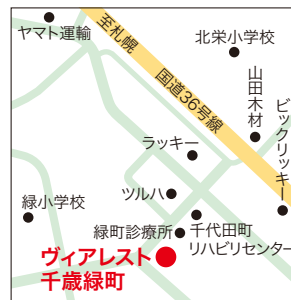 ヤマト運輸
至札幌
国道36号線
北栄小学校
山田木材
ビックリッキー
ラッキー
ツルハ
緑小学校
緑町診療所
千代田町
リハビリセンター
ヴィアレスト
千歳緑町